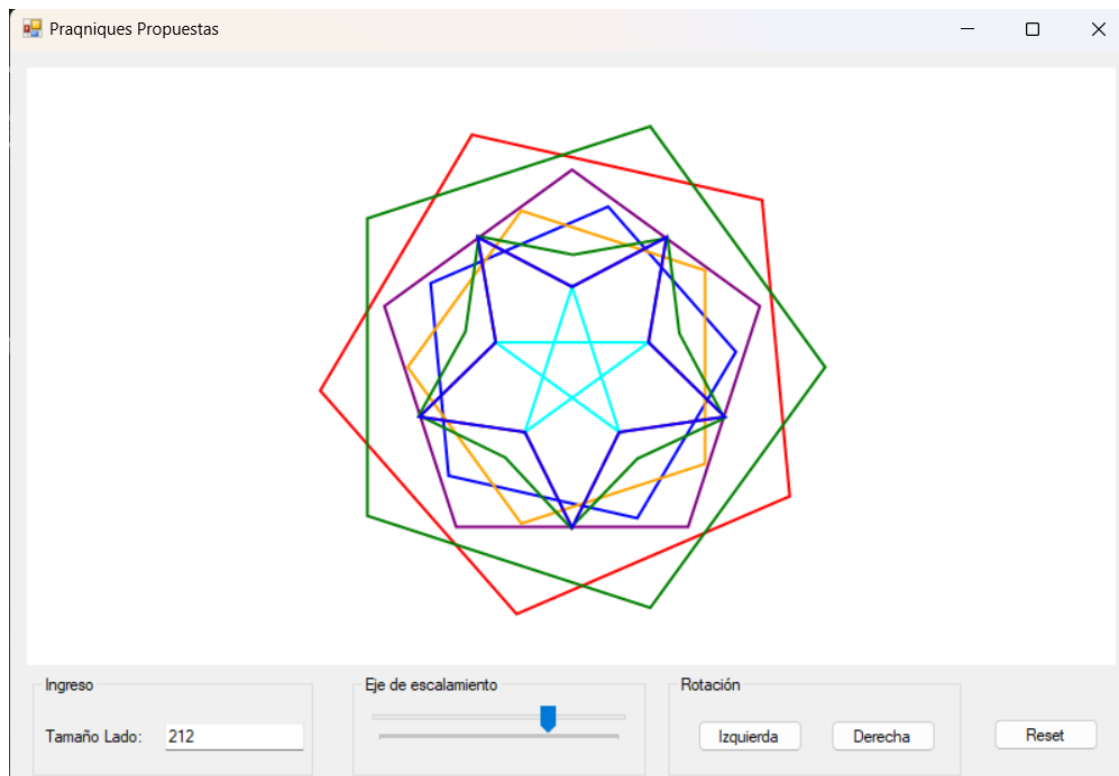 Praqniques Propuestas
Ingreso
Tamaño Lado: 212
Eje de escalamiento
Rotación
Izquierda Derecha
Reset